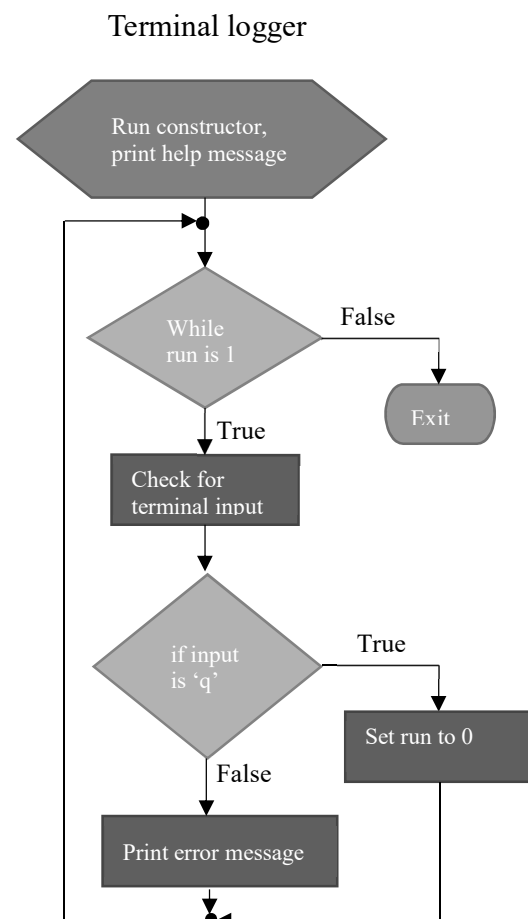 Terminal logger
Run constructor,
print help message
While
run is 1
False
Exit
True
Check for
terminal input
if input
is ‘q’
True
Set run to 0
False
Print error message